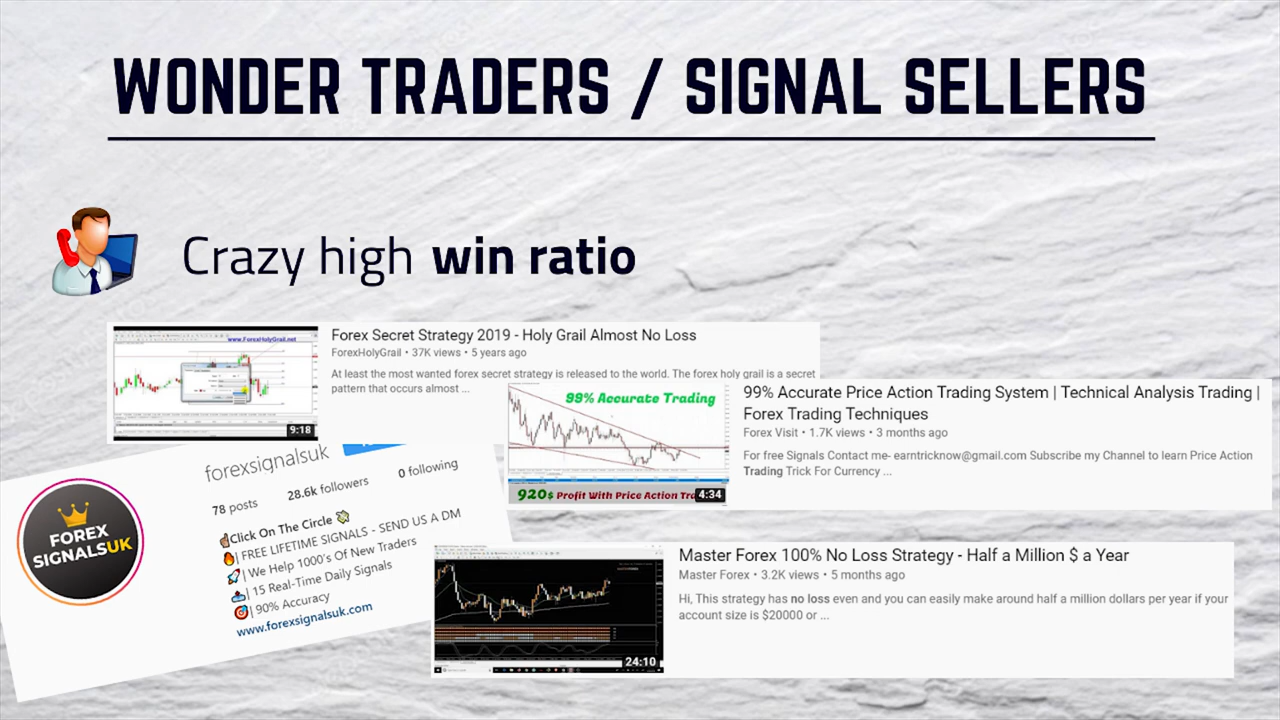 WONDER TRADERS / SIGNAL SELLERS
Crazy high win ratio
www.ForexHolyGrail.net
9:18
Forex Secret Strategy 2019 - Holy Grail Almost No Loss
ForexHolyGrail • 37K views • 5 years ago
At least the most wanted forex secret strategy is released to the world. The forex holy grail is a secret
pattern that occurs almost ...
99% Accurate Trading
920$ Profit With Price Action Tra
4:34
99% Accurate Price Action Trading System | Technical Analysis Trading |
Forex Trading Techniques
Forex Visit • 1.7K views • 3 months ago
For free Signals Contact me- earntricknow@gmail.com Subscribe my Channel to learn Price Action
Trading Trick For Currency ...
FOREX
SIGNALSUK
forexsignalsuk
78 posts 28.6k followers 0 following
Click On The Circle
| FREE LIFETIME SIGNALS - SEND US A DM
| We Help 1000's Of New Traders
| 15 Real-Time Daily Signals
| 90% Accuracy
www.forexsignalsuk.com
24:10
Master Forex 100% No Loss Strategy - Half a Million $ a Year
Master Forex • 3.2K views • 5 months ago
Hi, This strategy has no loss even and you can easily make around half a million dollars per year if your
account size is $20000 or ...